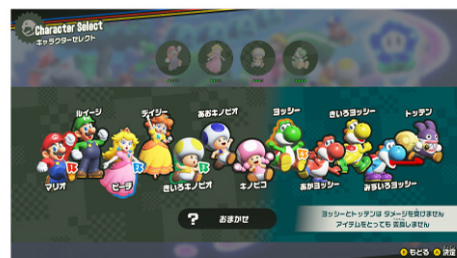 Character Select
キャラクターセレクト
ルイージ
デイジー
あおキノピオ
ヨッシー
きいろヨッシー
トッテン
マリオ
ピーチ
きいろキノピオ
キノピコ
あかヨッシー
みずいろヨッシー
? おまかせ
ヨッシーとトッテンは ダメージを受けません
アイテムをとっても 変身しません
B もどる A 決定